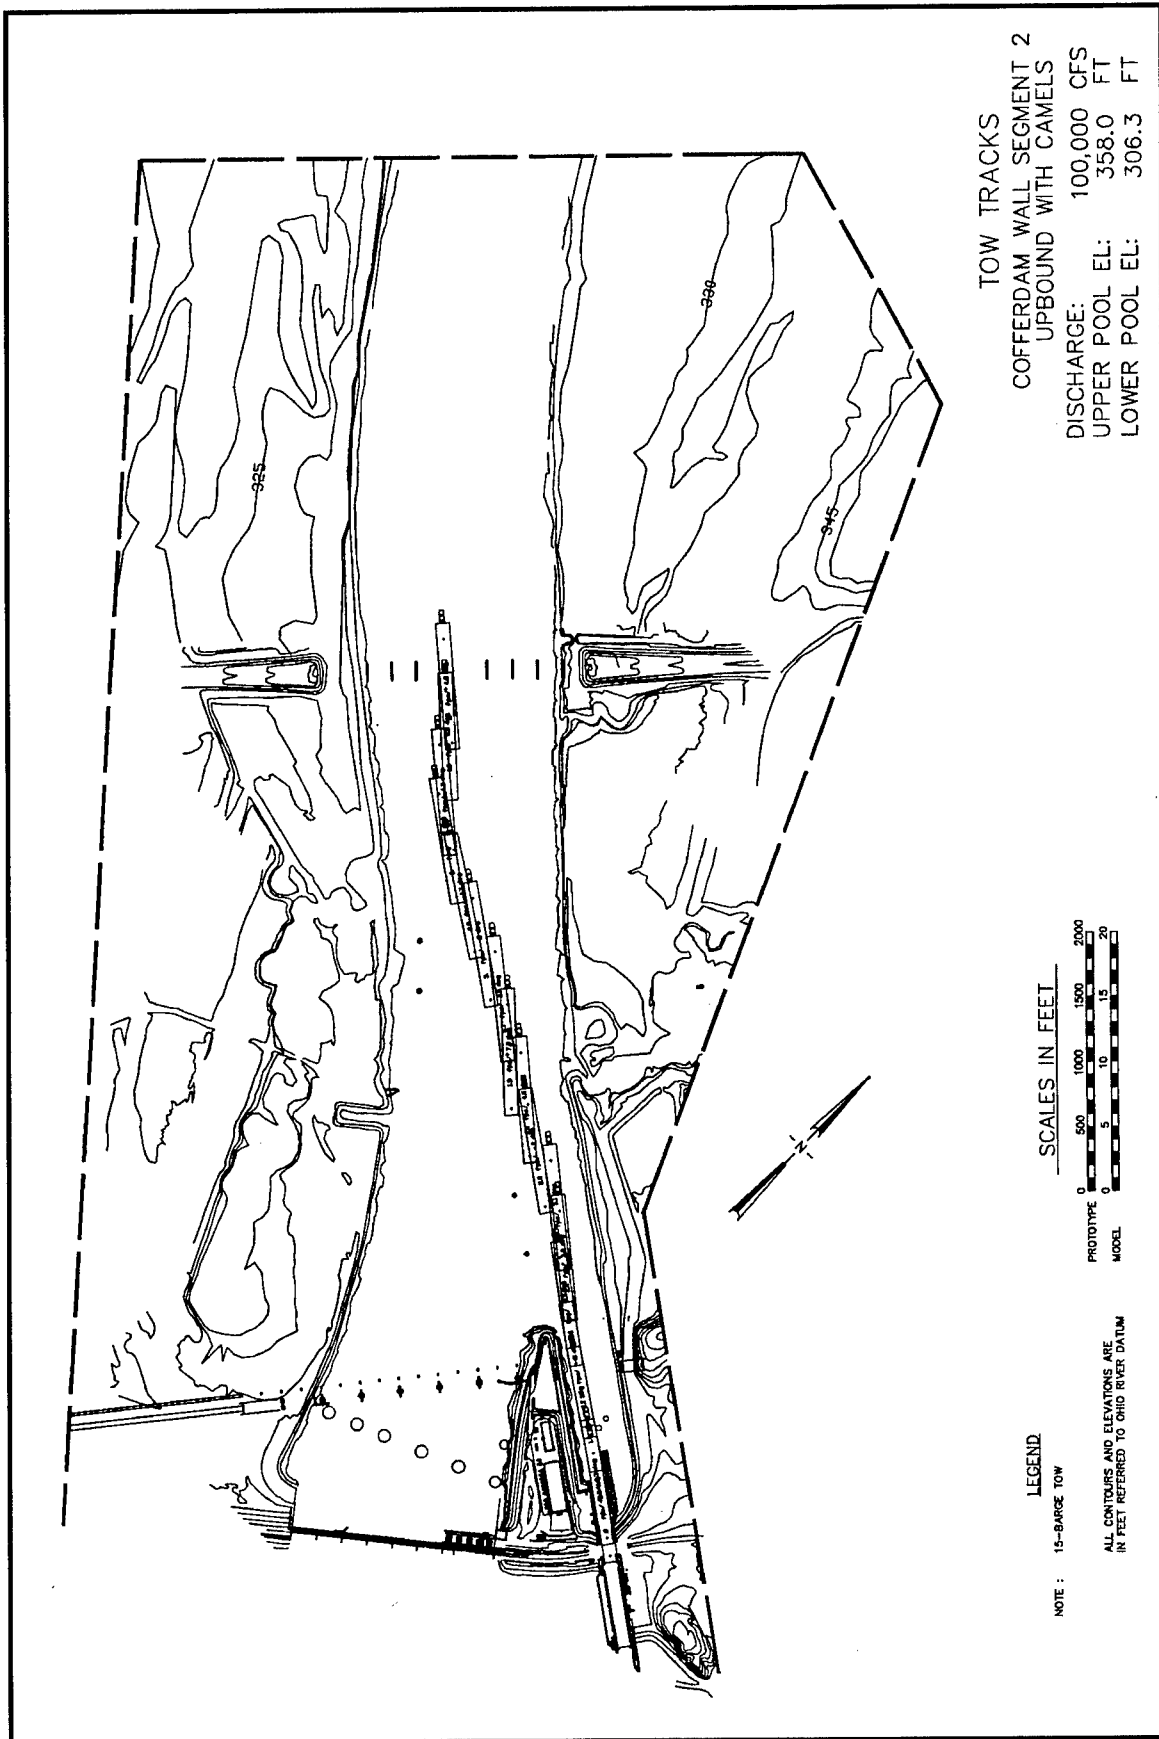 TOW TRACKS
COFFERDAM WALL SEGMENT 2
UPBOUND WITH CAMELS
DISCHARGE: 100,000 CFS
UPPER POOL EL: 358.0 FT
LOWER POOL EL: 306.3 FT
325
330
345
N
SCALES IN FEET
PROTOTYPE 0 500 1000 1500 2000
MODEL 0 5 10 15 20
LEGEND
NOTE : 15-BARGE TOW
ALL CONTOURS AND ELEVATIONS ARE
IN FEET REFERRED TO OHIO RIVER DATUM